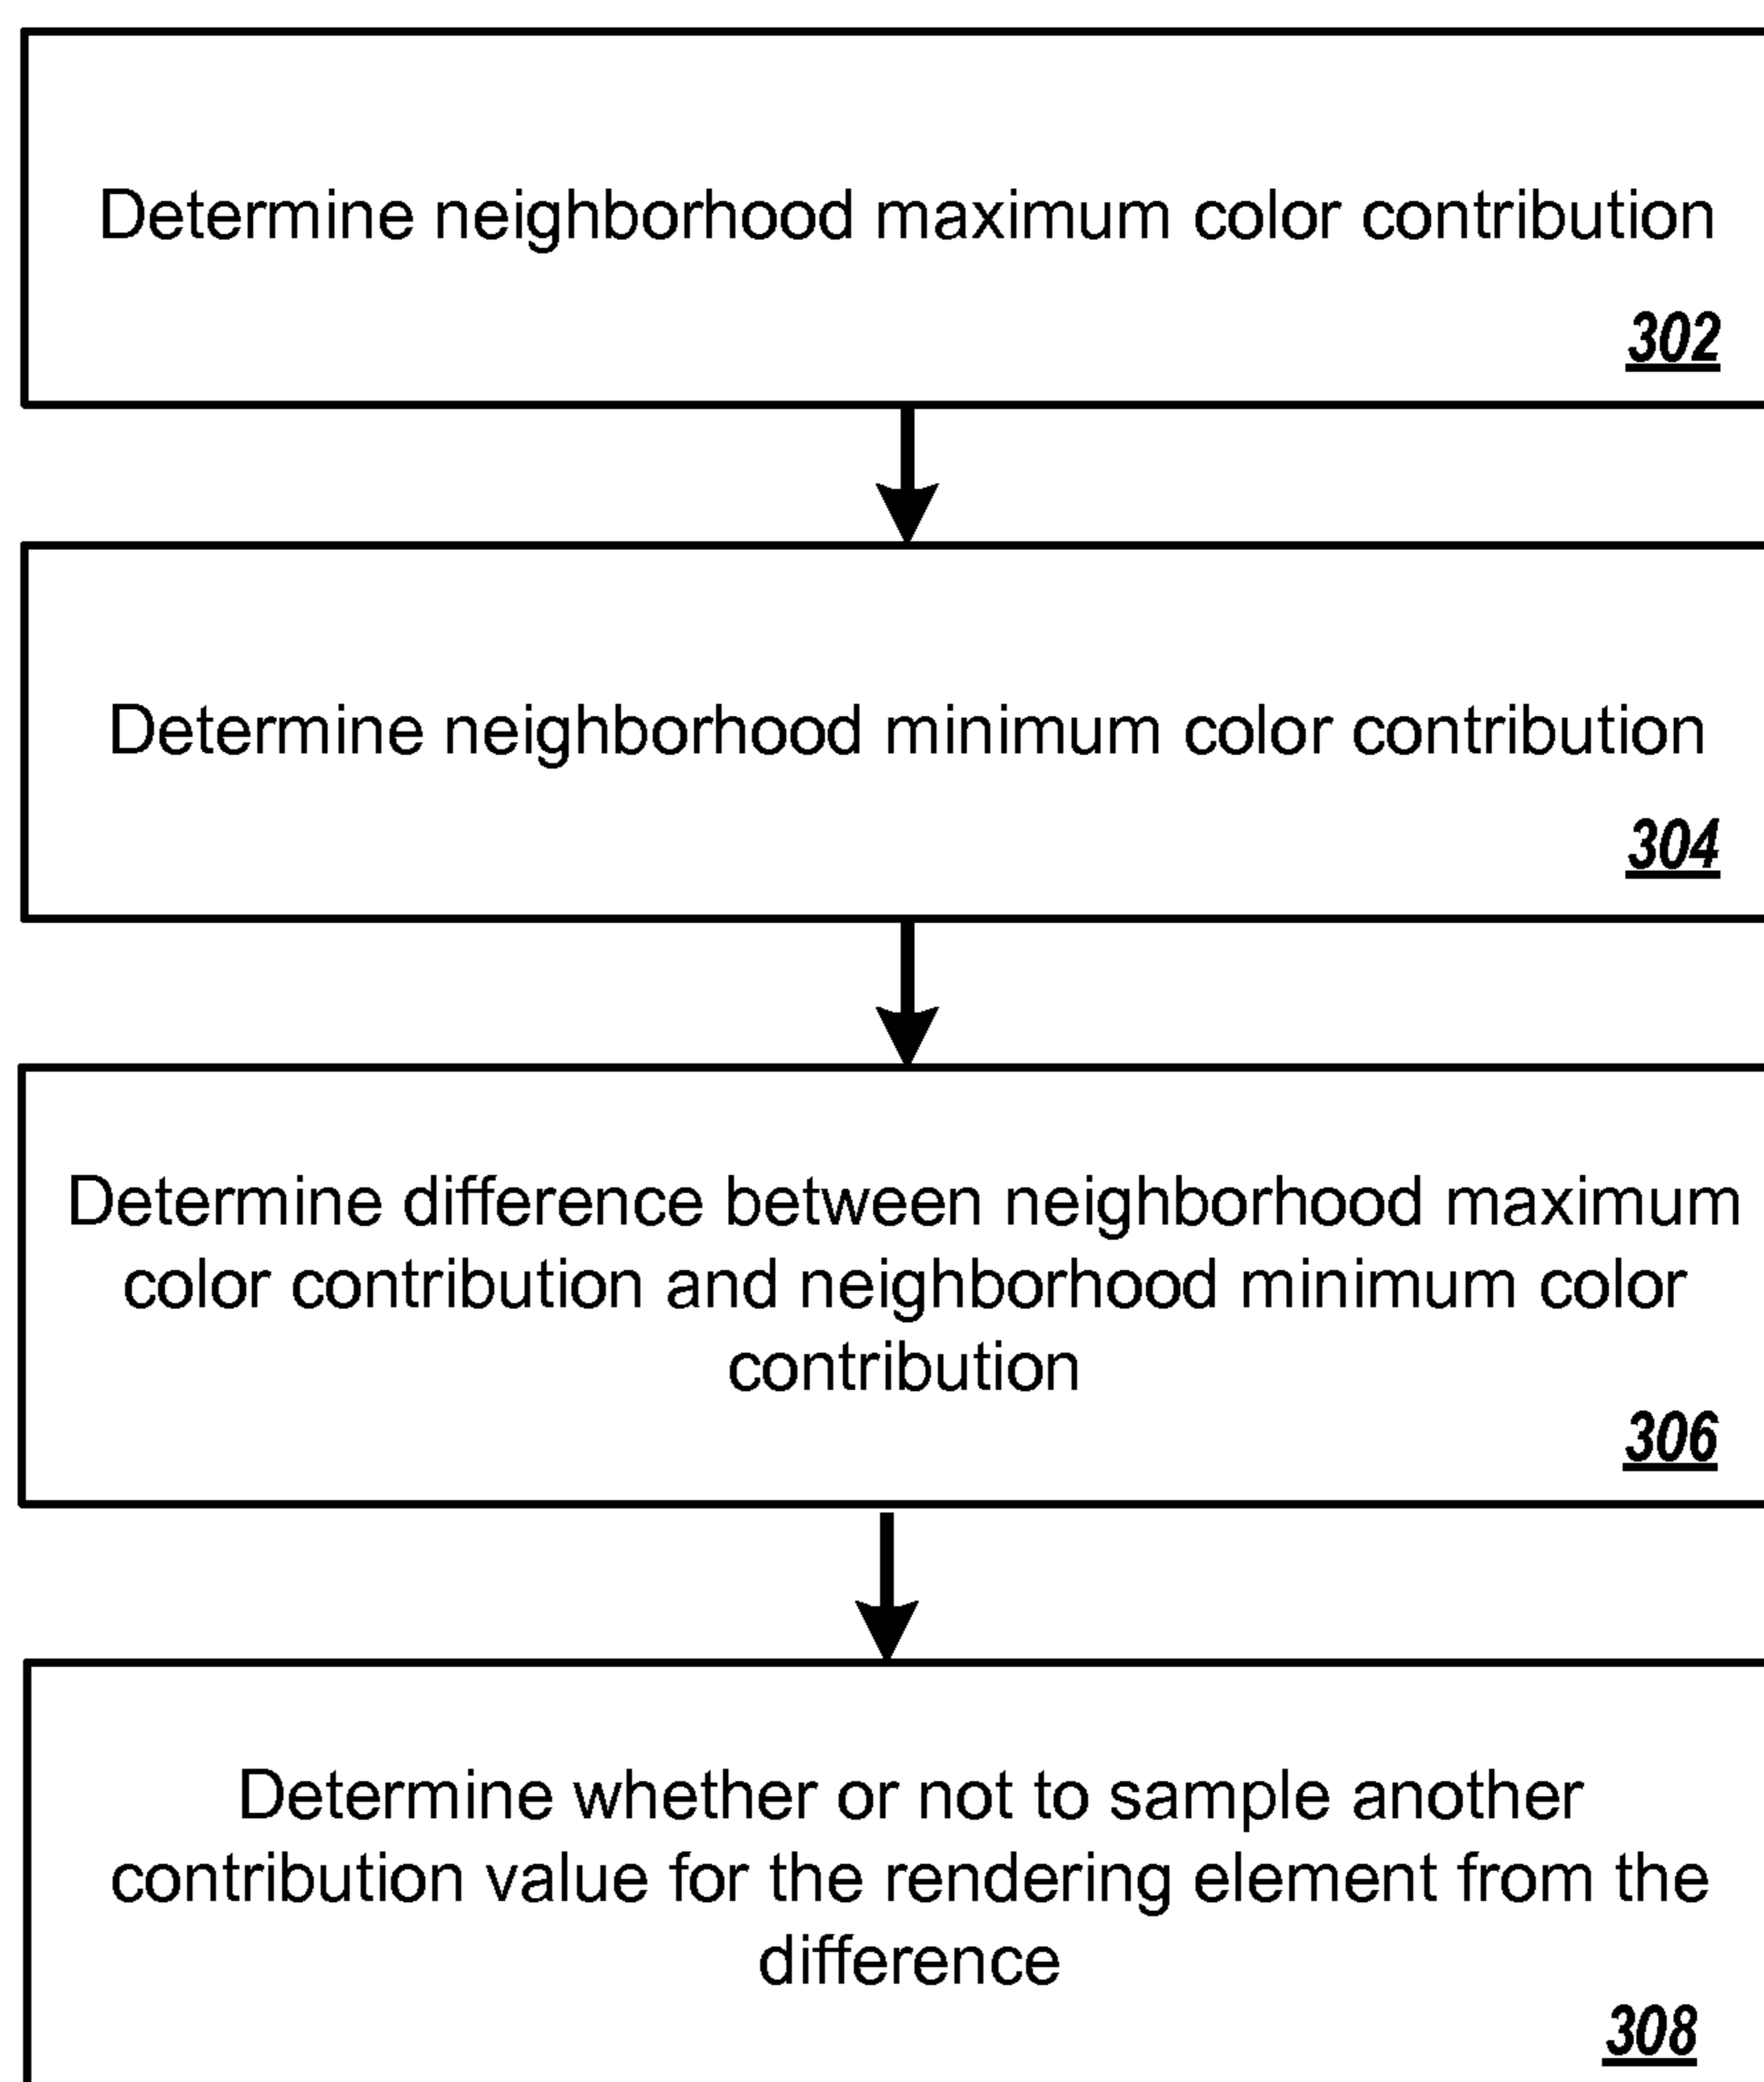 Determine neighborhood maximum color contribution
302
Determine neighborhood minimum color contribution
304
Determine difference between neighborhood maximum
color contribution and neighborhood minimum color
contribution
306
Determine whether or not to sample another
contribution value for the rendering element from the
difference
308